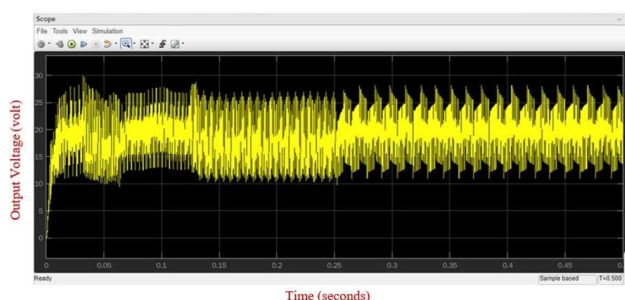 Scope
File Tools View Simulation
Output Voltage (volt)
30
25
20
15
10
5
0
0 0.05 0.1 0.15 0.2 0.25 0.3 0.35 0.4 0.45 0.5
Ready Sample based T=0.500
Time (seconds)